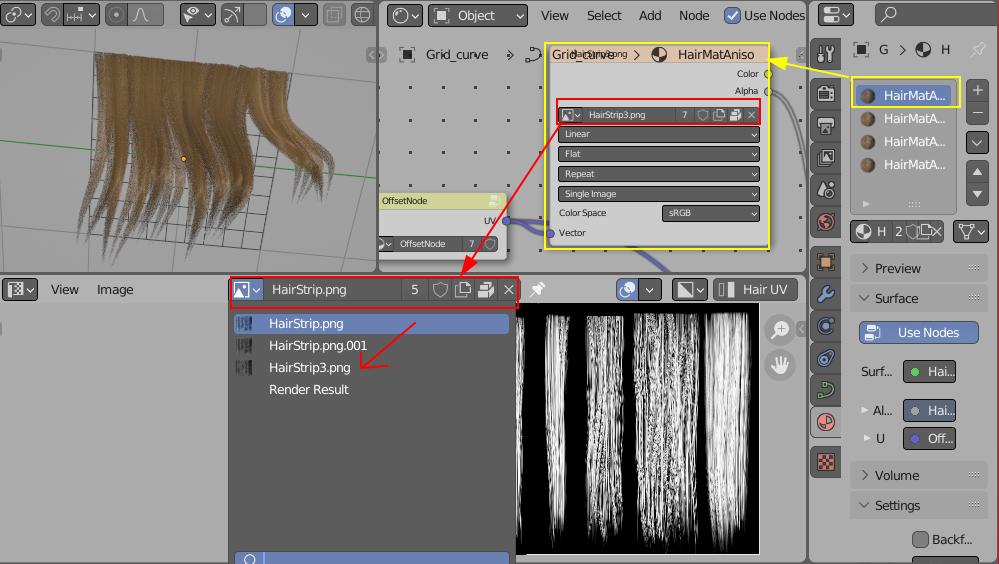 Object
View
Select
Add
Node
Use Nodes
Grid_curve
Grid_curve
HairMatAniso
Color
Alpha
HairStrip3.png
7
Linear
Flat
Repeat
Single Image
Color Space
sRGB
Vector
OffsetNode
UV
OffsetNode
7
G
H
HairMatA...
HairMatA...
HairMatA...
HairMatA...
H
2
Preview
Surface
Use Nodes
Surf...
Hai...
Al...
Hai...
U
Off...
Volume
Settings
Backf...
View
Image
HairStrip.png
5
Hair UV
HairStrip.png
HairStrip.png.001
HairStrip3.png
Render Result